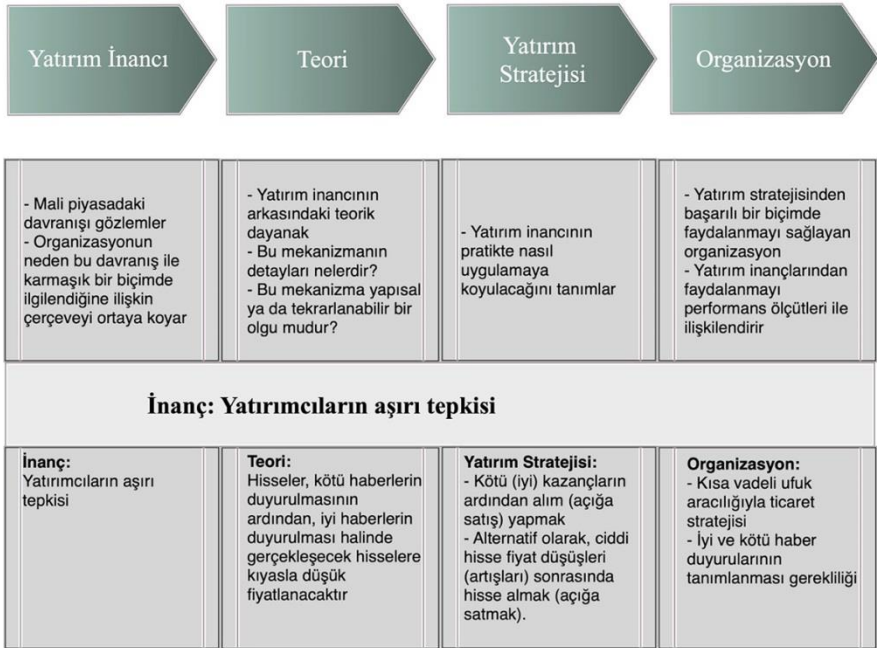 Yatırım İnancı
Teori
Yatırım
Stratejisi
Organizasyon
- Mali piyasadaki
davranışı gözlemler
- Organizasyonun
neden bu davranış ile
karmaşık bir biçimde
ilgilendiğine ilişkin
çerçeveyi ortaya koyar
- Yatırım inancının
arkasındaki teorik
dayanak
- Bu mekanizmanın
detayları nelerdir?
- Bu mekanizma yapısal
ya da tekrarlanabilir bir
olgu mudur?
- Yatırım inancının
pratikte nasıl
uygulamaya
koyulacağını tanımlar
- Yatırım stratejisinden
başarılı bir biçimde
faydalanmayı sağlayan
organizasyon
- Yatırım inançlarından
faydalanmayı
performans ölçütleri ile
ilişkilendirir
İnanç: Yatırımcıların aşırı tepkisi
İnanç:
Yatırımcıların aşırı
tepkisi
Teori:
Hisseler, kötü haberlerin
duyurulmasının
ardından, iyi haberlerin
duyurulması halinde
gerçekleşecek hisselere
kıyasla düşük
fiyatlanacaktır
Yatırım Stratejisi:
- Kötü (iyi) kazançların
ardından alım (açığa
satış) yapmak
- Alternatif olarak, ciddi
hisse fiyat düşüşleri
(artışları) sonrasında
hisse almak (açığa
satmak).
Organizasyon:
- Kısa vadeli ufuk
aracılığıyla ticaret
stratejisi
- İyi ve kötü haber
duyurularının
tanımlanması gerekliliği